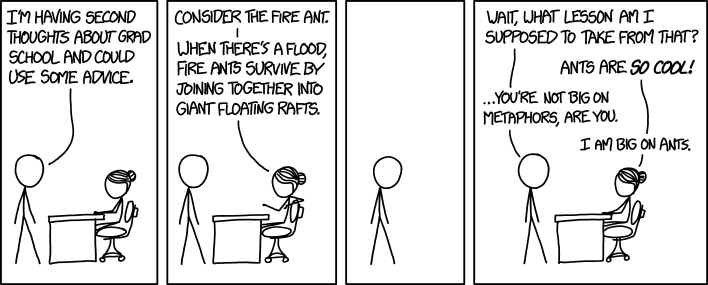 I'M HAVING SECOND
THOUGHTS ABOUT GRAD
SCHOOL AND COULD
USE SOME ADVICE.
CONSIDER THE FIRE ANT.
WHEN THERE'S A FLOOD,
FIRE ANTS SURVIVE BY
JOINING TOGETHER INTO
GIANT FLOATING RAFTS.
WAIT, WHAT LESSON AM I
SUPPOSED TO TAKE FROM THAT?
ANTS ARE SO COOL!
...YOU'RE NOT BIG ON
METAPHORS, ARE YOU.
I AM BIG ON ANTS.